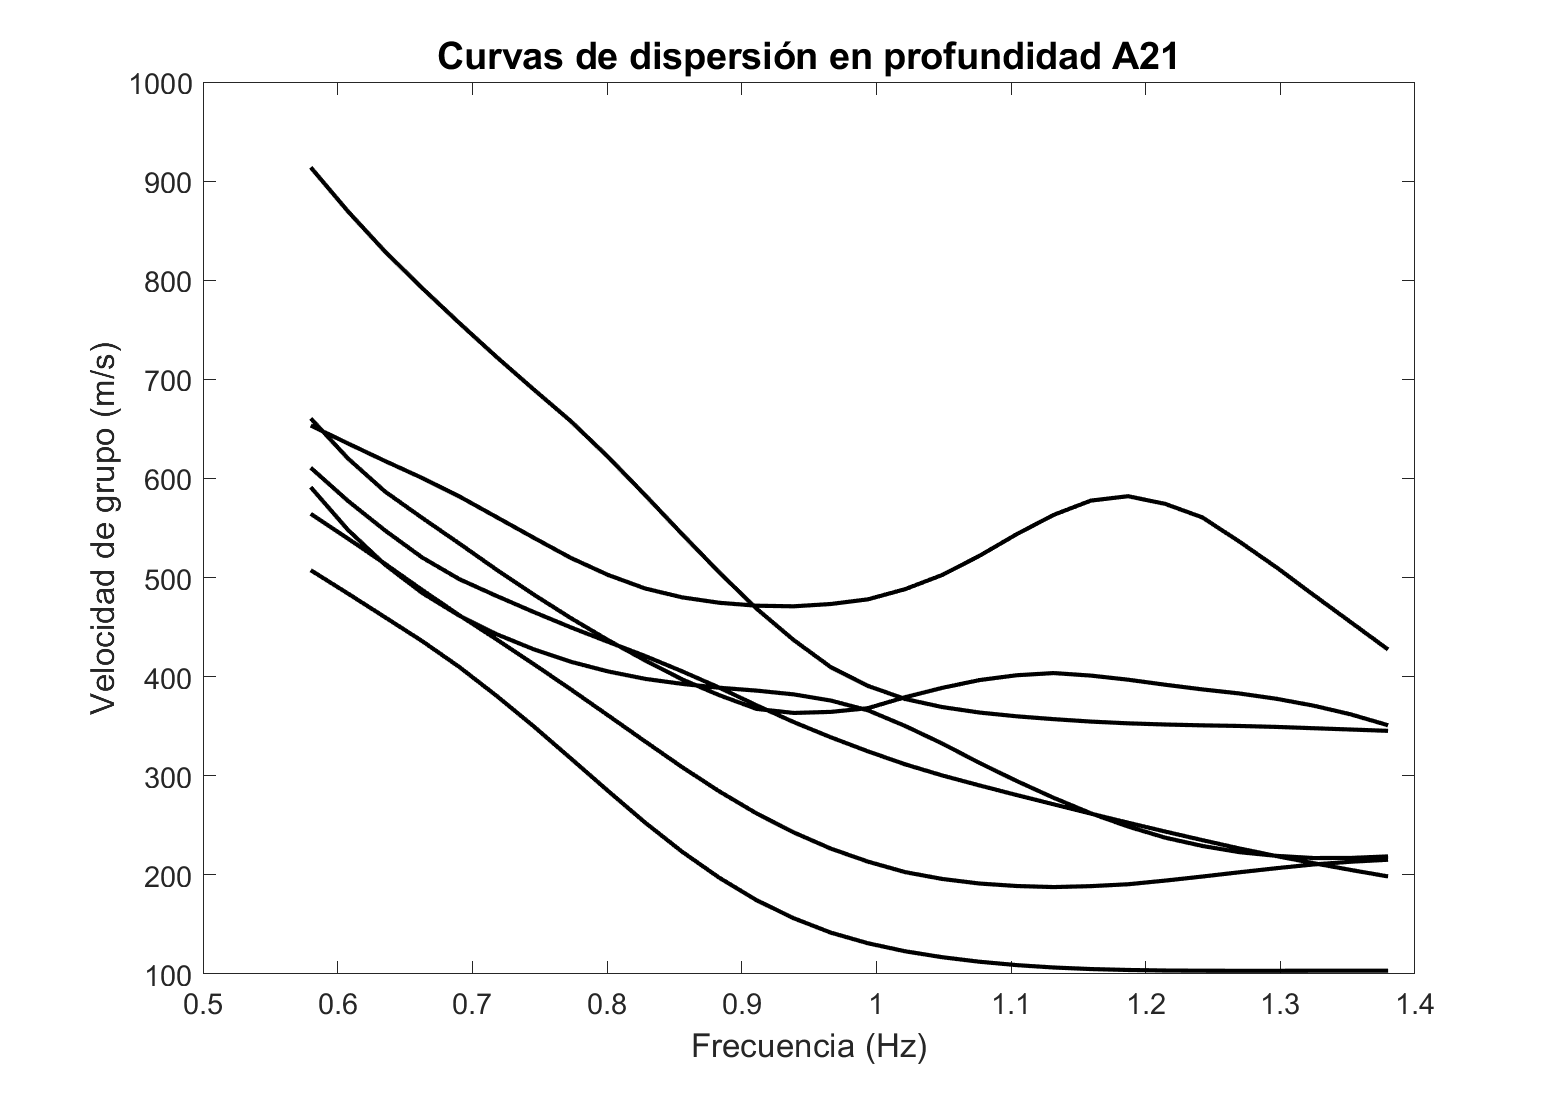 Curvas de dispersión en profundidad A21
1000
900
800
700
600
500
400
300
200
100
Velocidad de grupo (m/s)
0.5 0.6 0.7 0.8 0.9 1 1.1 1.2 1.3 1.4
Frecuencia (Hz)